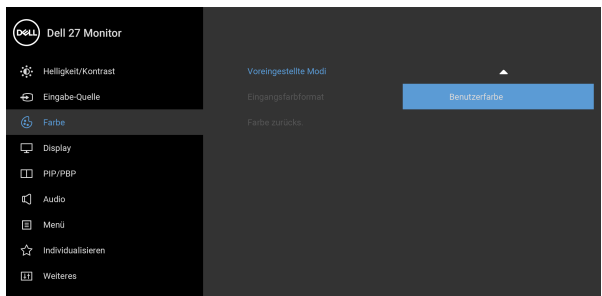 DELL Dell 27 Monitor
Helligkeit/Kontrast
Eingabe-Quelle
Farbe
Display
PIP/PBP
Audio
Menü
Individualisieren
Weiteres
Voreingestellte Modi
Eingangsfarbformat
Benutzerfarbe
Farbe zurücks.